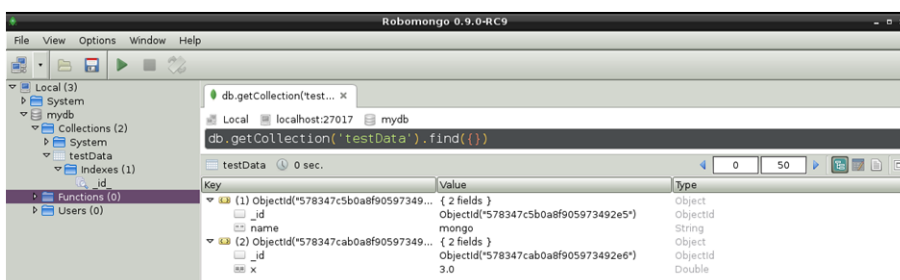 Robomongo 0.9.0-RC9
File View Options Window Help
Local (3)
System
mydb
Collections (2)
System
testData
Indexes (1)
_id_
Functions (0)
Users (0)
db.getCollection('test...
Local localhost:27017 mydb
db.getCollection('testData').find({})
testData 0 sec. 0 50
Key Value Type
(1) ObjectId("578347c5b0a8f90597349... { 2 fields } Object
_id ObjectId("578347c5b0a8f905973492e5") ObjectId
name mongo String
(2) ObjectId("578347cab0a8f90597349... { 2 fields } Object
_id ObjectId("578347cab0a8f905973492e6") ObjectId
x 3.0 Double